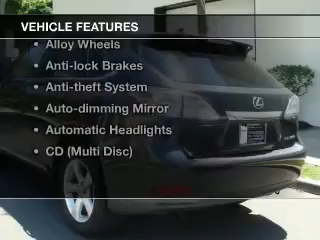 VEHICLE FEATURES
• Alloy Wheels
• Anti-lock Brakes
• Anti-theft System
• Auto-dimming Mirror
• Automatic Headlights
• CD (Multi Disc)